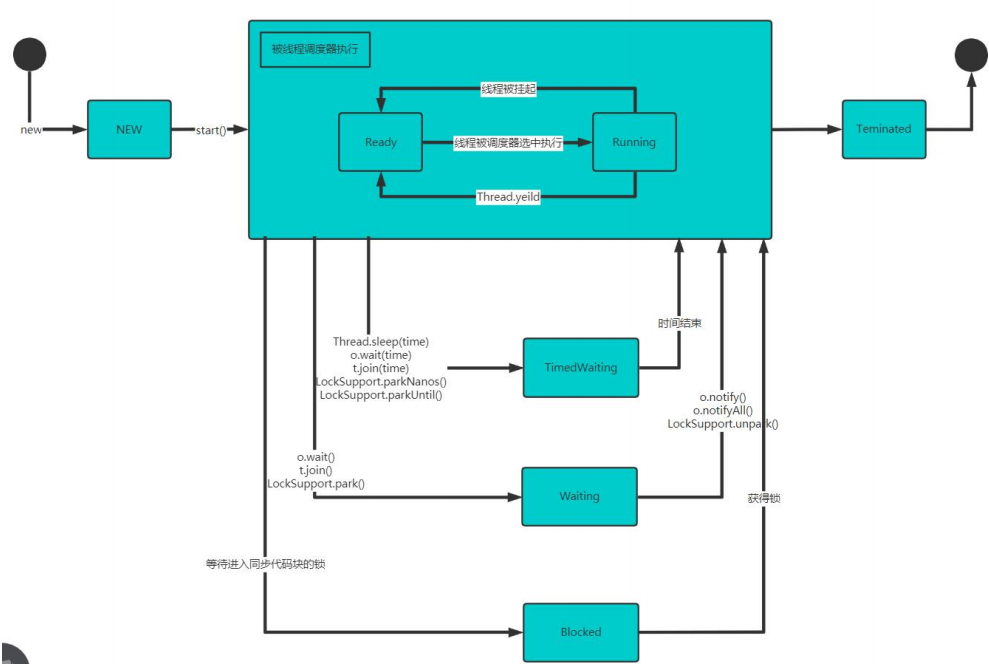 被线程调度器执行
线程被挂起
new
NEW
start()
Ready
线程被调度器选中执行
Running
Teminated
Thread.yeild
时间结束
Thread.sleep(time)
o.wait(time)
t.join(time)
LockSupport.parkNanos()
LockSupport.parkUntil()
TimedWaiting
o.notify()
o.notifyAll()
LockSupport.unpark()
o.wait()
t.join()
LockSupport.park()
Waiting
获得锁
等待进入同步代码块的锁
Blocked